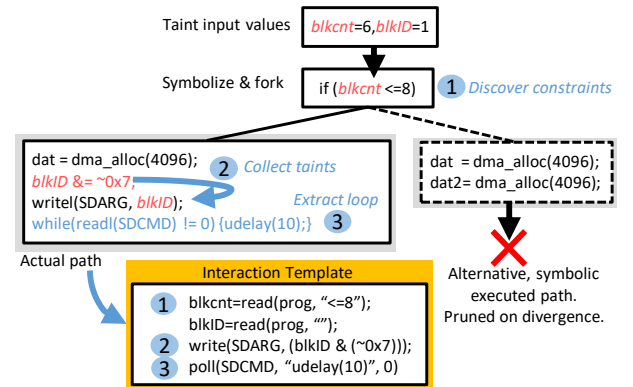 Taint input values
blkcnt=6,blkID=1
Symbolize & fork
if (blkcnt <=8)
1 Discover constraints
dat = dma_alloc(4096);
blkID &= ~0x7;
2 Collect taints
writel(SDARG, blkID);
Extract loop
while(readl(SDCMD) != 0) {udelay(10);}
3
dat = dma_alloc(4096);
dat2= dma_alloc(4096);
Actual path
Alternative, symbolic
executed path.
Pruned on divergence.
Interaction Template
1 blkcnt=read(prog, “<=8”);
blkID=read(prog, “”);
2 write(SDARG, (blkID & (~0x7)));
3 poll(SDCMD, “udelay(10)”, 0)